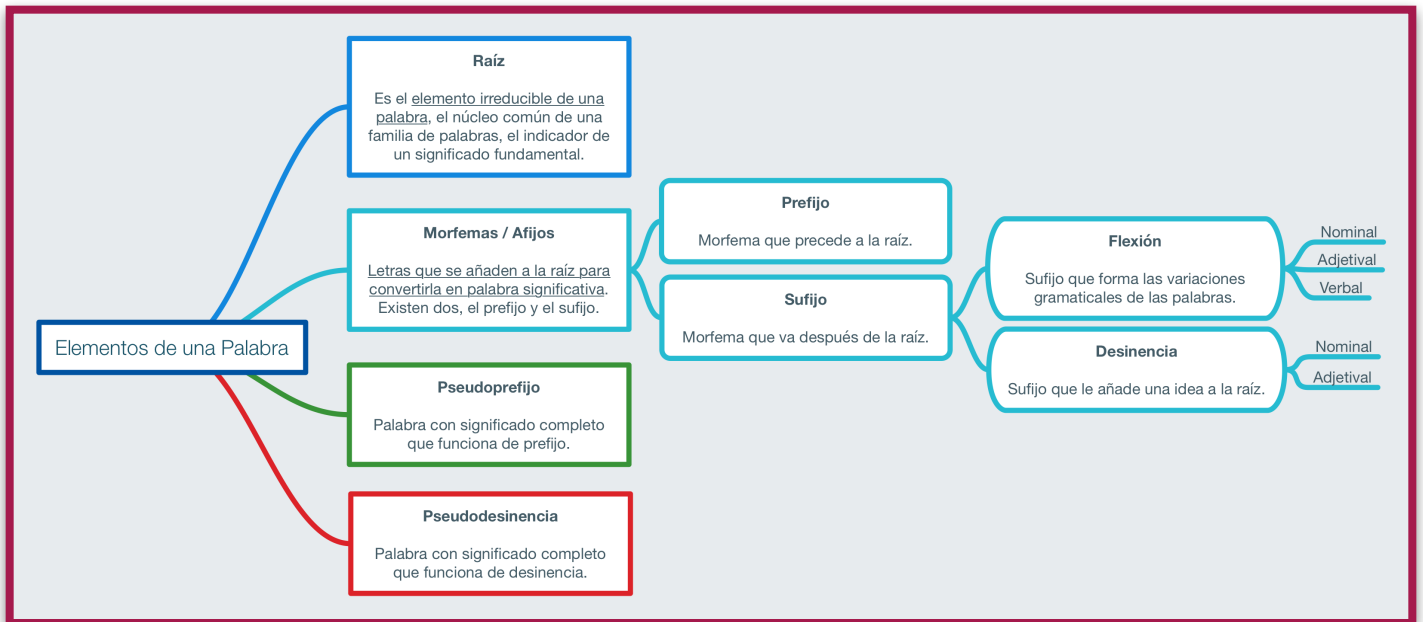 Elementos de una Palabra
Raíz
Es el elemento irreducible de una
palabra, el núcleo común de una
familia de palabras, el indicador de
un significado fundamental.
Morfemas / Afijos
Letras que se añaden a la raíz para
convertirla en palabra significativa.
Existen dos, el prefijo y el sufijo.
Prefijo
Morfema que precede a la raíz.
Sufijo
Morfema que va después de la raíz.
Flexión
Sufijo que forma las variaciones
gramaticales de las palabras.
Nominal
Adjetival
Verbal
Desinencia
Sufijo que le añade una idea a la raíz.
Nominal
Adjetival
Pseudoprefijo
Palabra con significado completo
que funciona de prefijo.
Pseudodesinencia
Palabra con significado completo
que funciona de desinencia.